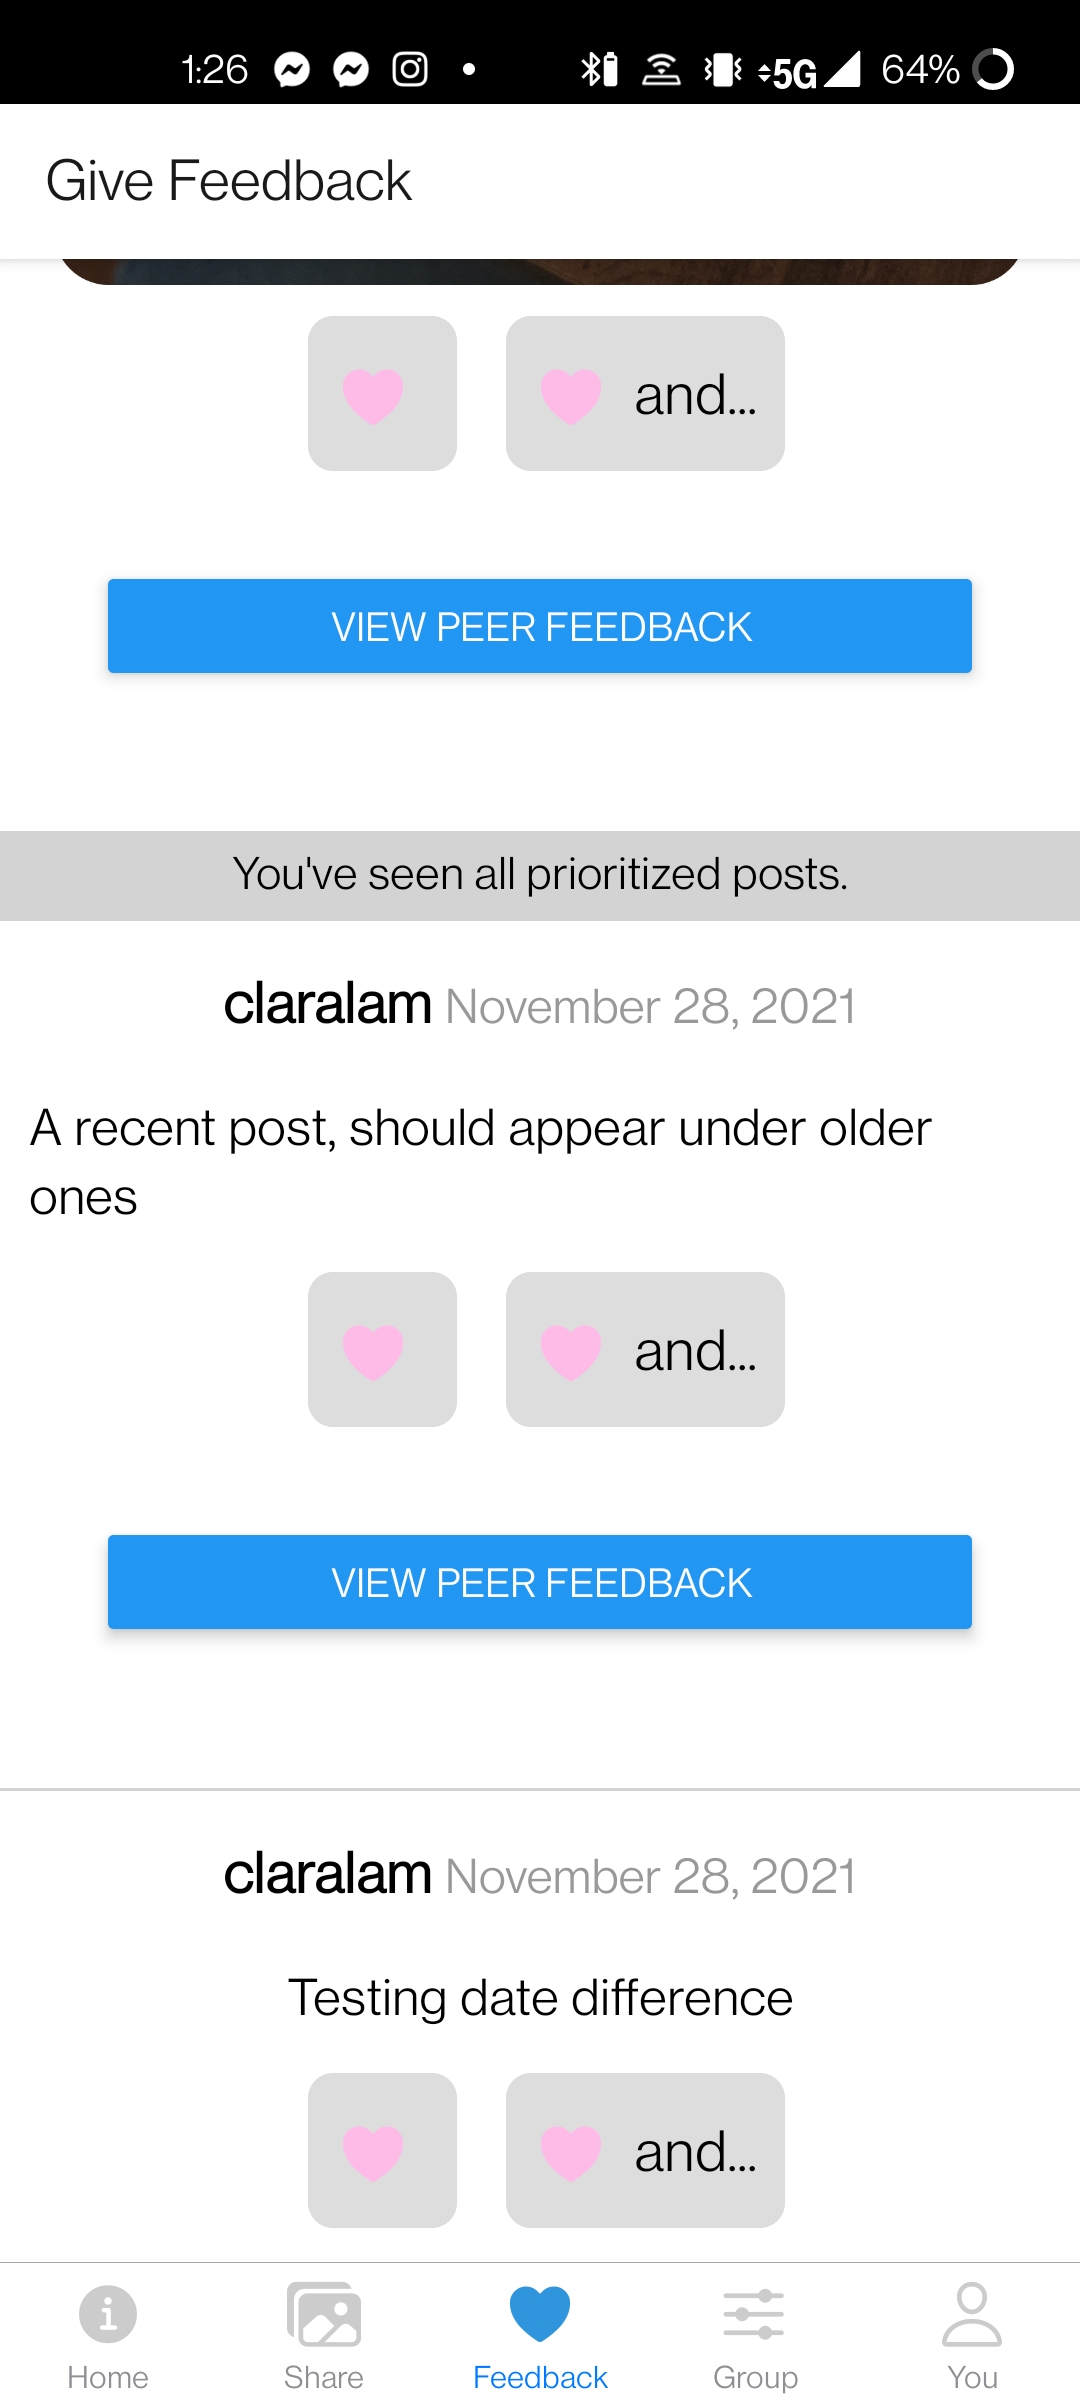 1:26
5G
64%
Give Feedback
and...
VIEW PEER FEEDBACK
You've seen all prioritized posts.
claralam November 28, 2021
A recent post, should appear under older
ones
and...
VIEW PEER FEEDBACK
claralam November 28, 2021
Testing date difference
and...
Home
Share
Feedback
Group
You